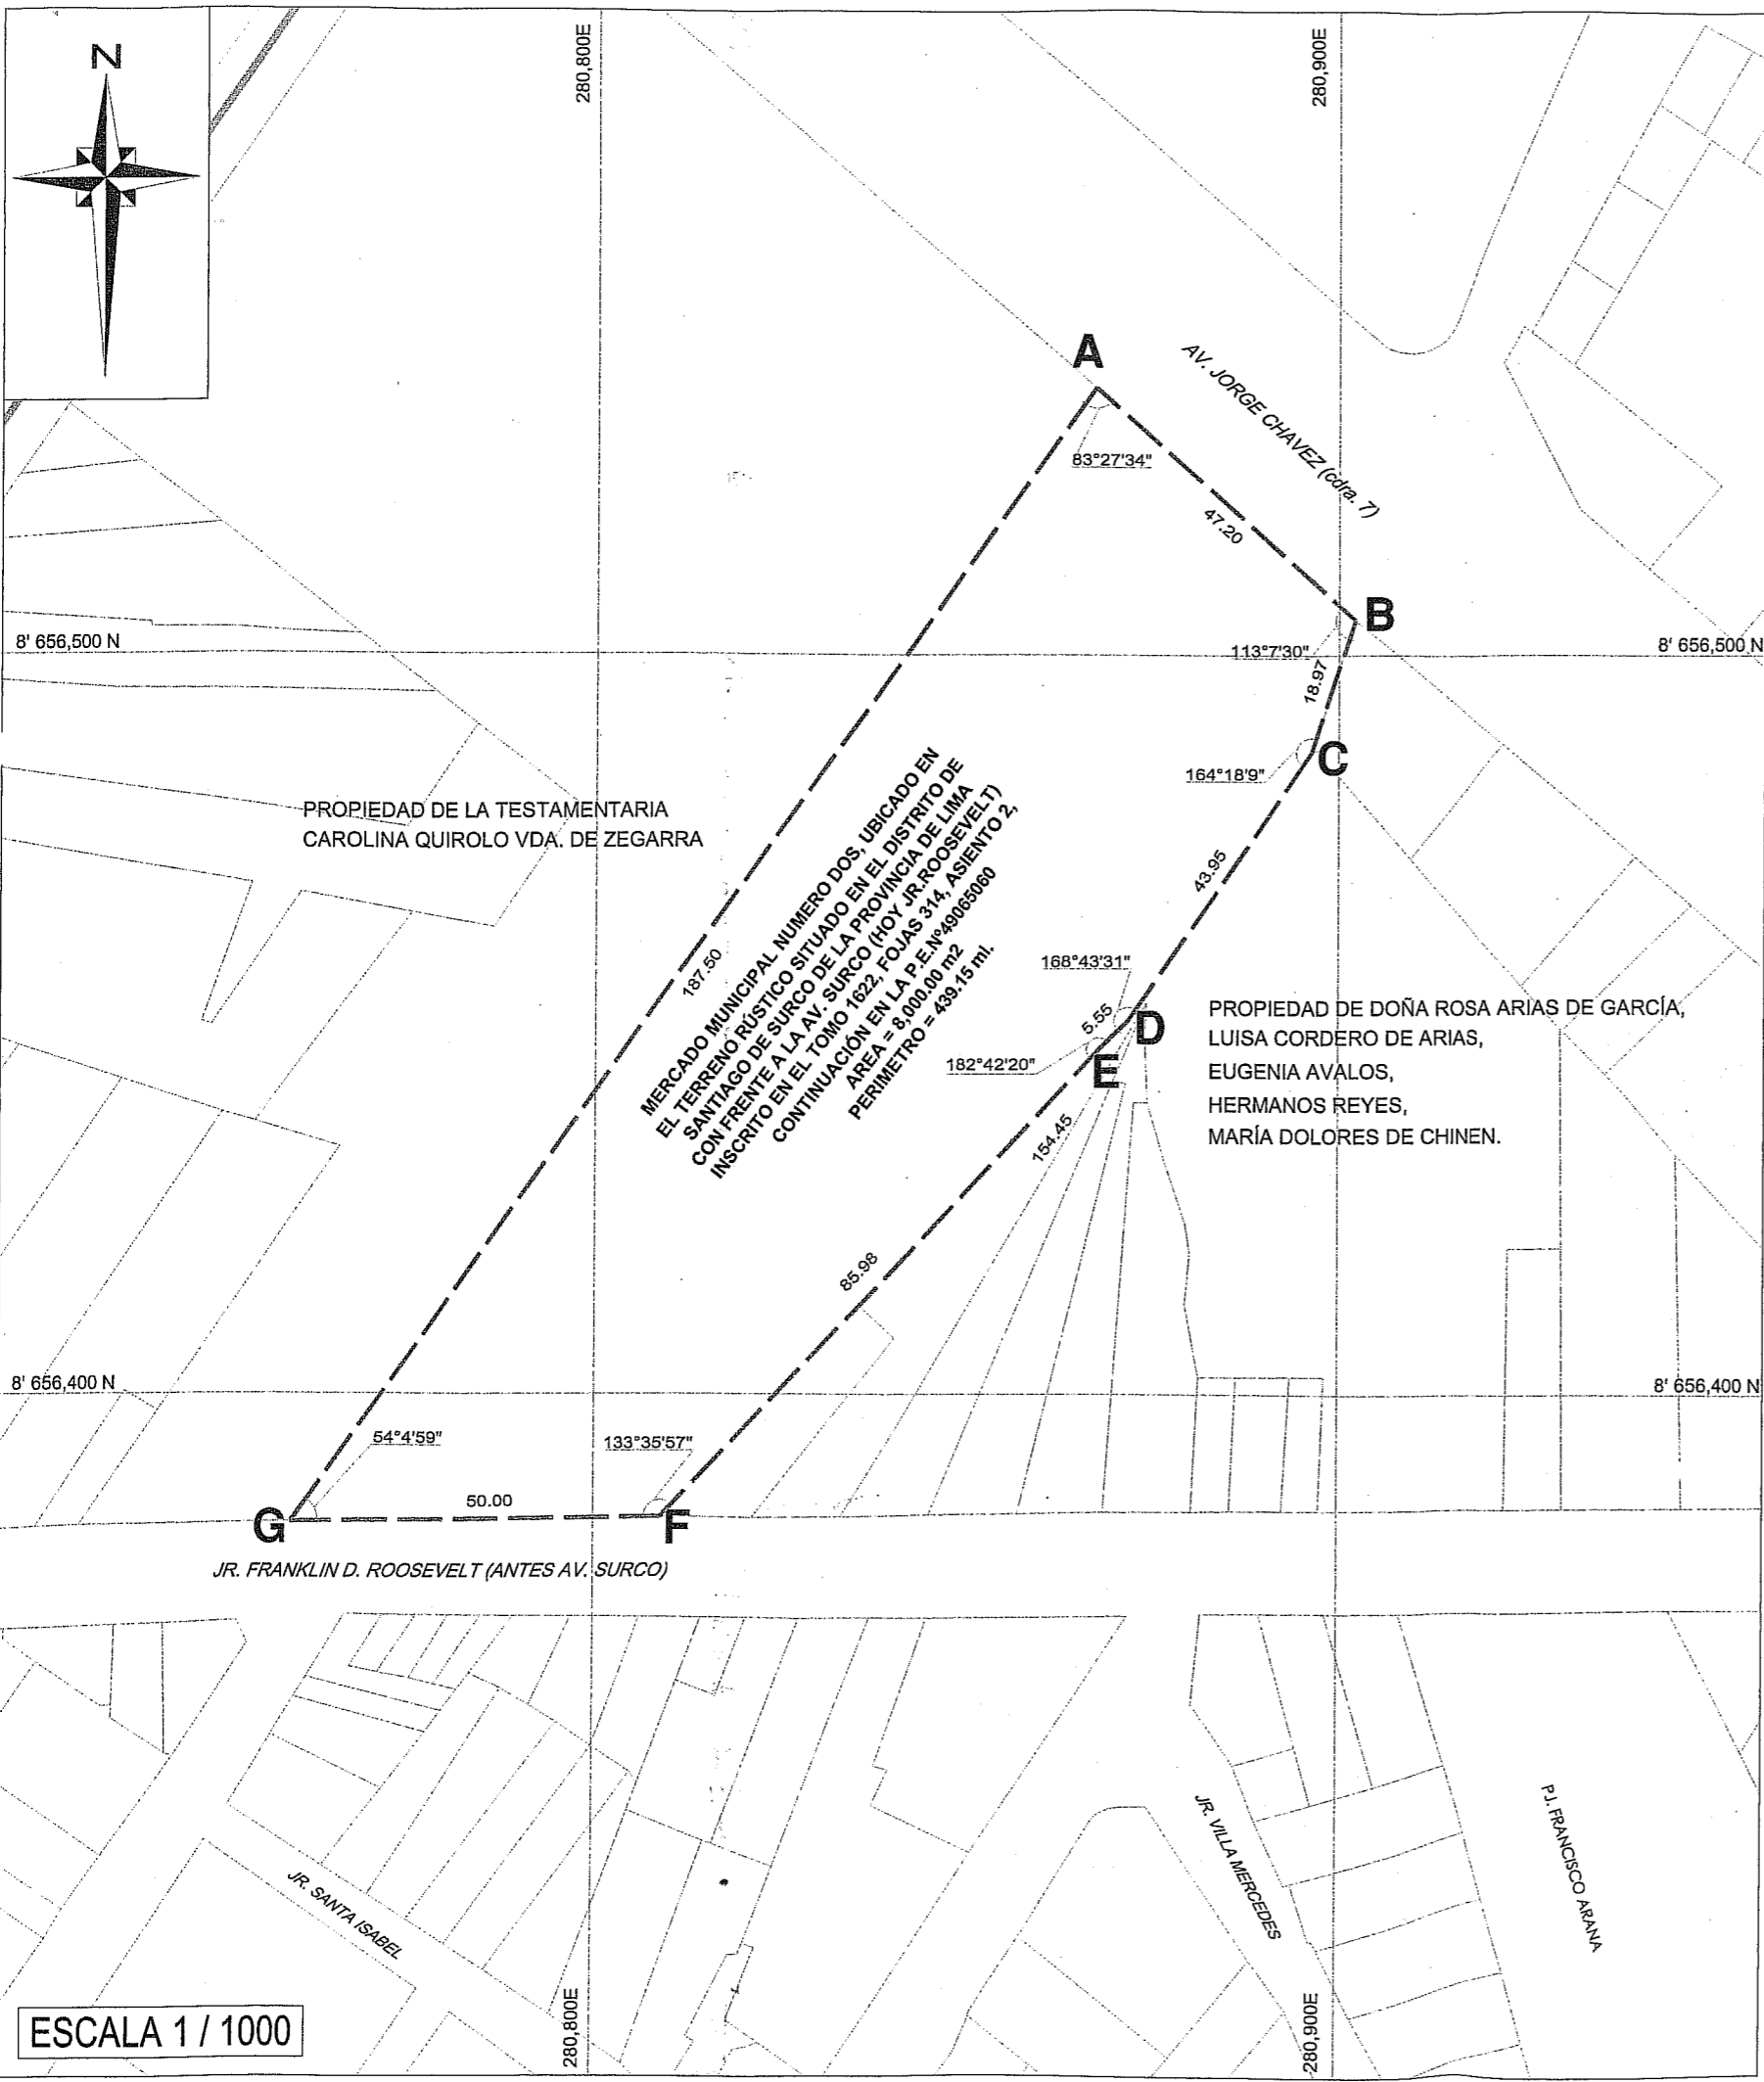 N
280,800E
280,900E
A
AV. JORGE CHAVEZ (cdra. 7)
83°27'34"
47.20
B
8' 656,500 N
8' 656,500 N
113°7'30"
18.97
C
164°18'9"
PROPIEDAD DE LA TESTAMENTARIA
CAROLINA QUIROLO VDA. DE ZEGARRA
43.95
187.50
MERCADO MUNICIPAL NUMERO DOS, UBICADO EN
EL TERRENO RÚSTICO SITUADO EN EL DISTRITO DE
SANTIAGO DE SURCO DE LA PROVINCIA DE LIMA
CON FRENTE A LA AV. SURCO (HOY JR.ROOSEVELT)
INSCRITO EN EL TOMO 1622, FOJAS 314, ASIENTO 2,
CONTINUACIÓN EN LA P.E.Nº49065060
AREA = 8,000.00 m2
PERIMETRO = 439.15 ml.
168°43'31"
5.55
D
182°42'20"
E
PROPIEDAD DE DOÑA ROSA ARIAS DE GARCÍA,
LUISA CORDERO DE ARIAS,
EUGENIA AVALOS,
HERMANOS REYES,
MARÍA DOLORES DE CHINEN.
154.45
85.98
8' 656,400 N
8' 656,400 N
54°4'59"
133°35'57"
50.00
G
F
JR. FRANKLIN D. ROOSEVELT (ANTES AV. SURCO)
JR. SANTA ISABEL
JR. VILLA MERCEDES
PJ. FRANCISCO ARANA
280,800E
280,900E
ESCALA 1 / 1000